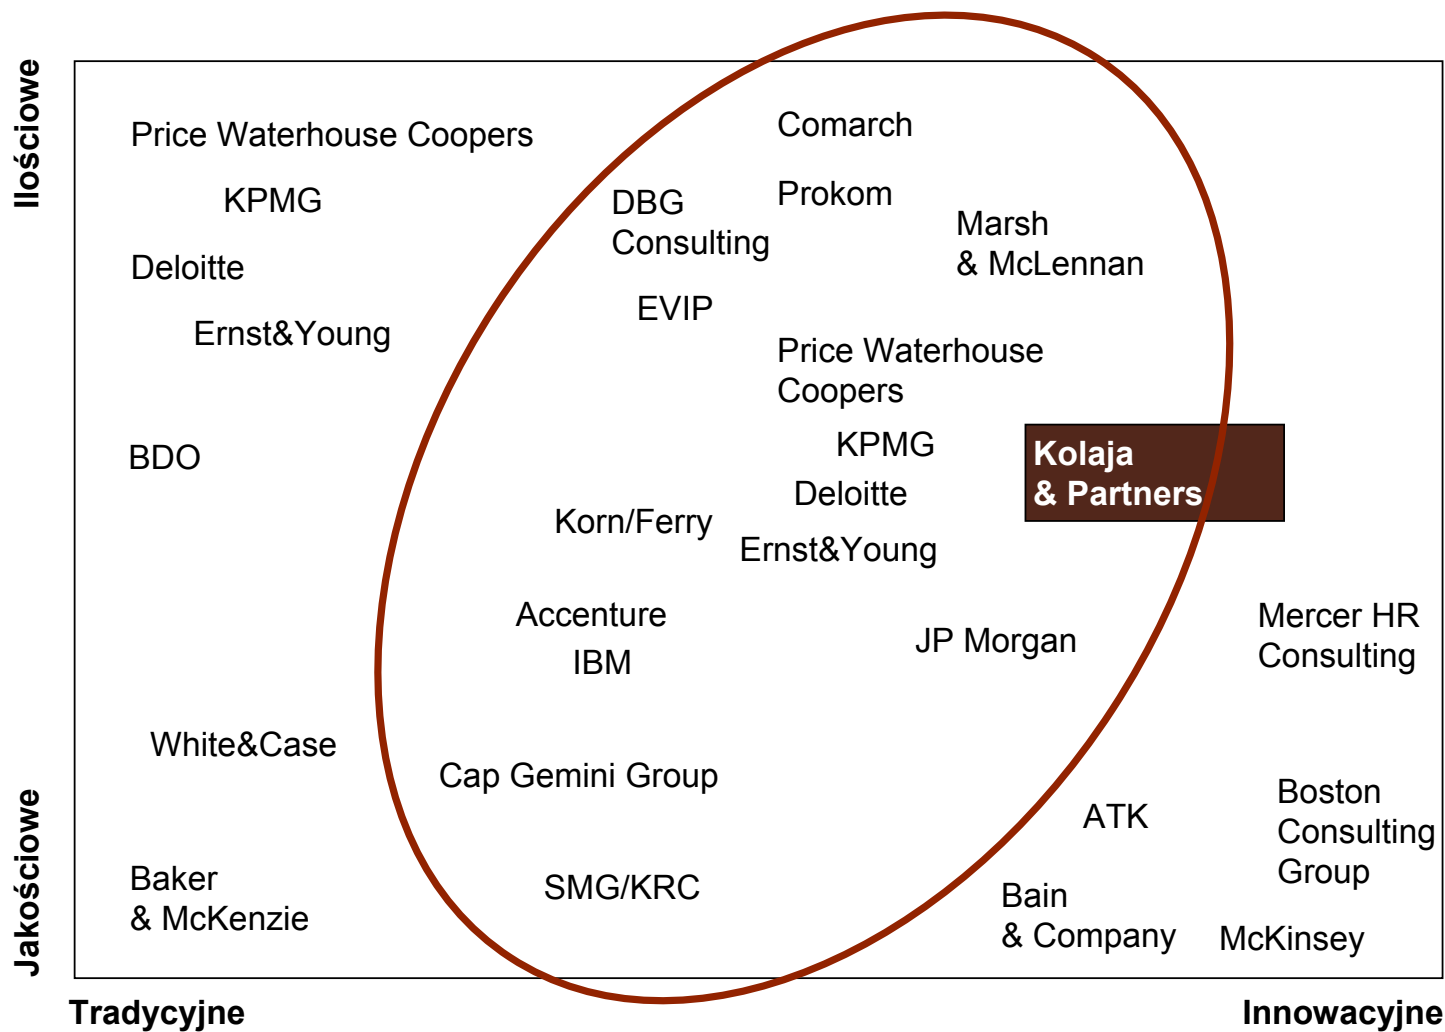 Ilościowe
Price Waterhouse Coopers
KPMG
Deloitte
Ernst&Young
BDO
White&Case
Baker
& McKenzie
Comarch
Prokom
DBG
Consulting
Marsh
& McLennan
EVIP
Price Waterhouse
Coopers
KPMG
Deloitte
Ernst&Young
Kolaja
& Partners
Korn/Ferry
Accenture
IBM
JP Morgan
Mercer HR
Consulting
Cap Gemini Group
SMG/KRC
ATK
Boston
Consulting
Group
Bain
& Company
McKinsey
Jakościowe
Tradycyjne
Innowacyjne